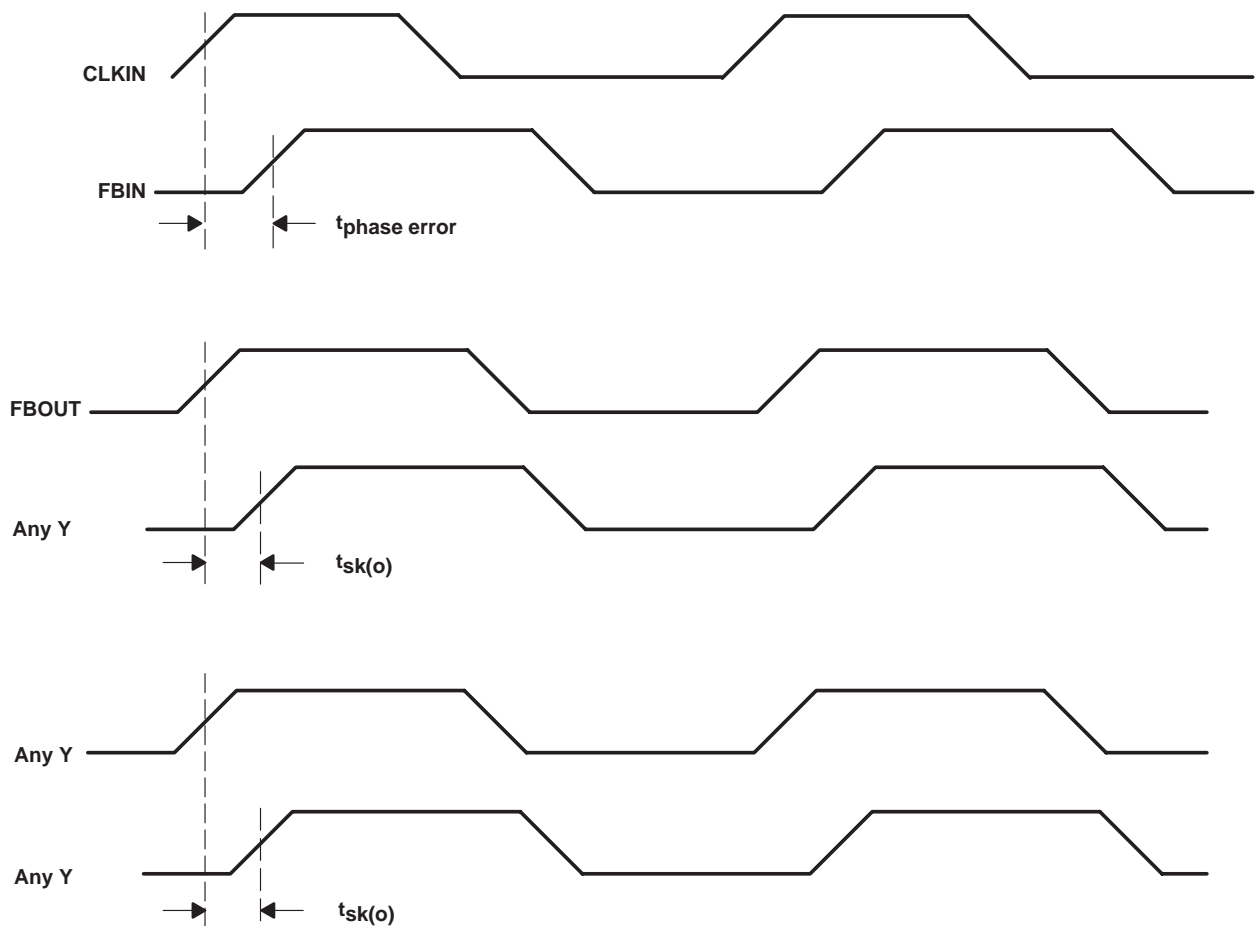 CLKIN
FBIN
tphase error
FBOUT
Any Y
tsk(o)
Any Y
Any Y
tsk(o)